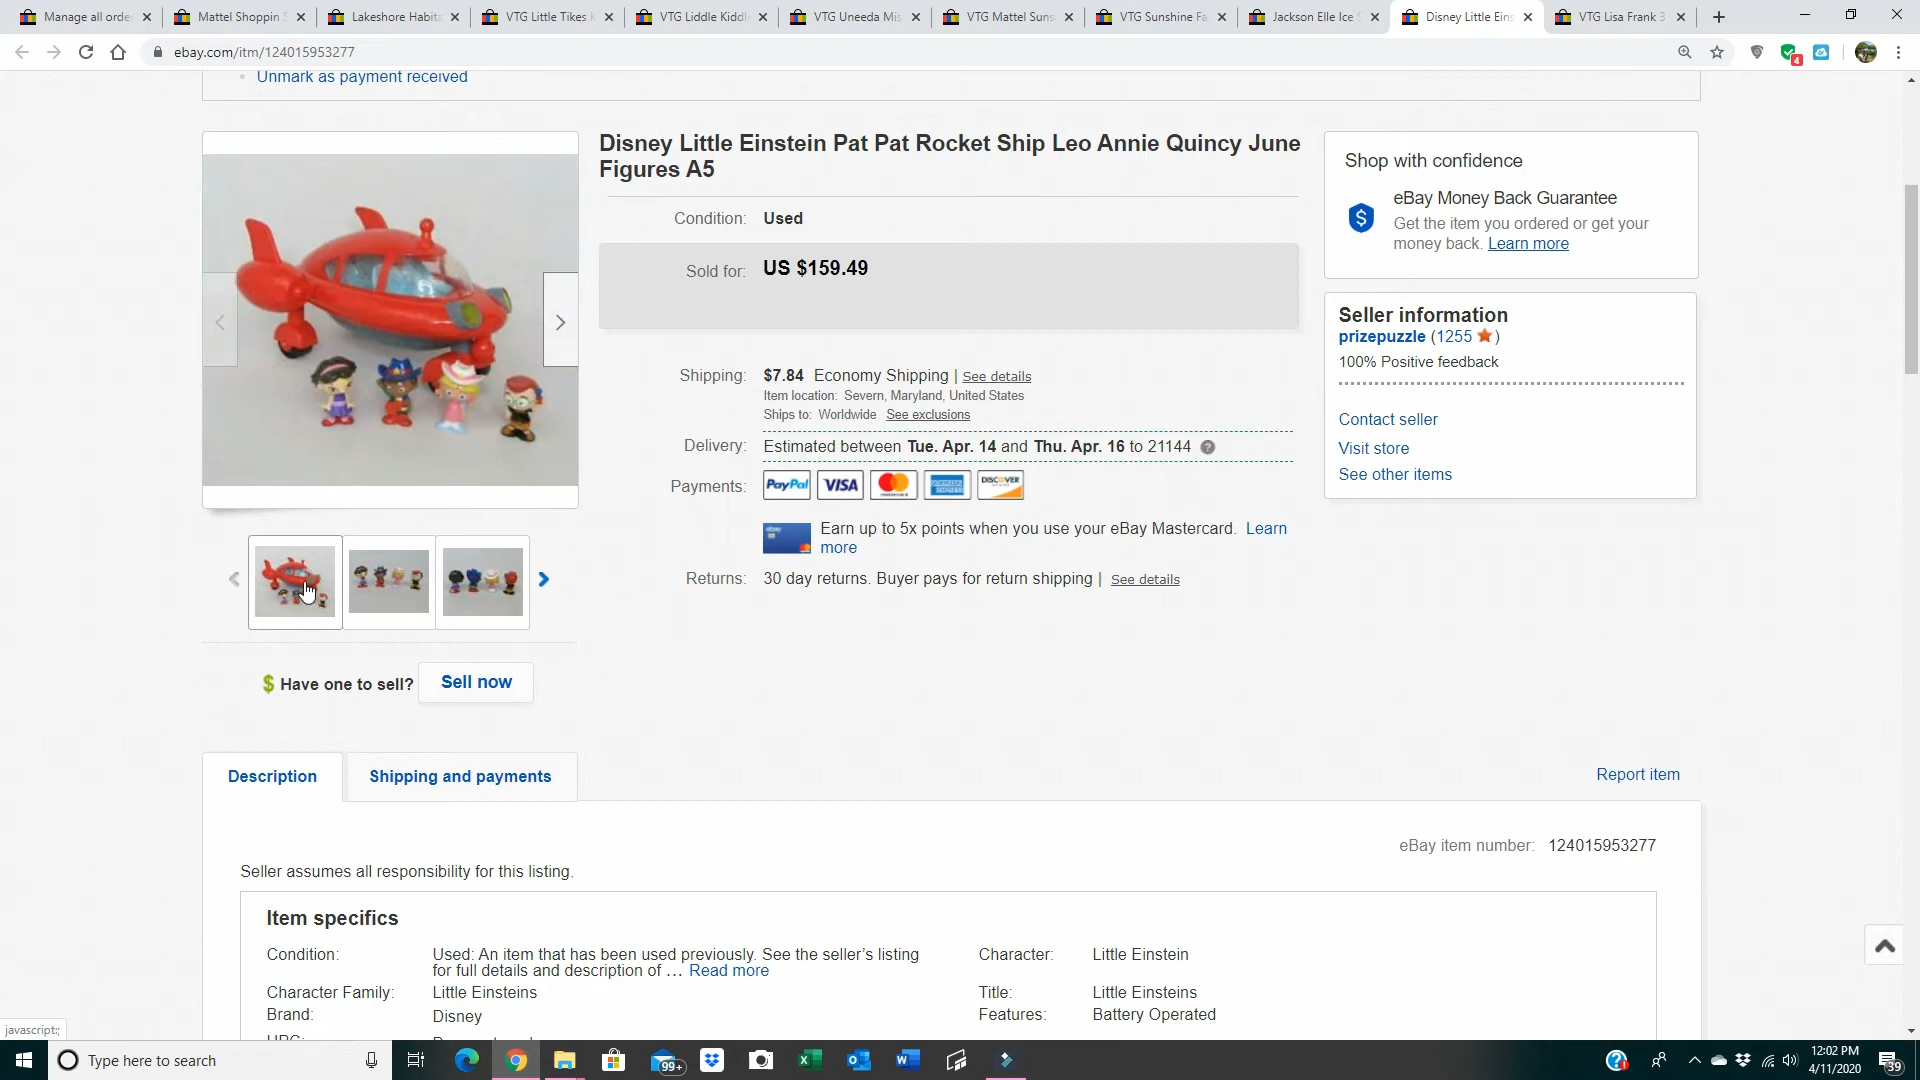 Manage all order
Mattel Shoppin S
Lakeshore Habita
VTG Little Tikes K
VTG Liddle Kiddl
VTG Uneeda Mis
VTG Mattel Suns
VTG Sunshine Fa
Jackson Elle Ice S
Disney Little Eins
VTG Lisa Frank 3
ebay.com/itm/124015953277
4
Unmark as payment received
Disney Little Einstein Pat Pat Rocket Ship Leo Annie Quincy June
Figures A5
Condition: Used
Sold for: US $159.49
Shipping: $7.84 Economy Shipping | See details
Item location: Severn, Maryland, United States
Ships to: Worldwide See exclusions
Delivery: Estimated between Tue. Apr. 14 and Thu. Apr. 16 to 21144 ?
Payments: PayPal VISA mastercard AMERICAN EXPRESS DISCOVER
Earn up to 5x points when you use your eBay Mastercard. Learn
more
Returns: 30 day returns. Buyer pays for return shipping | See details
Shop with confidence
eBay Money Back Guarantee
Get the item you ordered or get your
money back. Learn more
Seller information
prizepuzzle (1255 )
100% Positive feedback
Contact seller
Visit store
See other items
$ Have one to sell? Sell now
Description
Shipping and payments
Report item
eBay item number: 124015953277
Seller assumes all responsibility for this listing.
Item specifics
Condition: Used: An item that has been used previously. See the seller’s listing
for full details and description of ... Read more
Character: Little Einstein
Character Family: Little Einsteins
Title: Little Einsteins
Brand: Disney
Features: Battery Operated
UPC:
javascript:;
Type here to search
99+
12:02 PM
4/11/2020
39